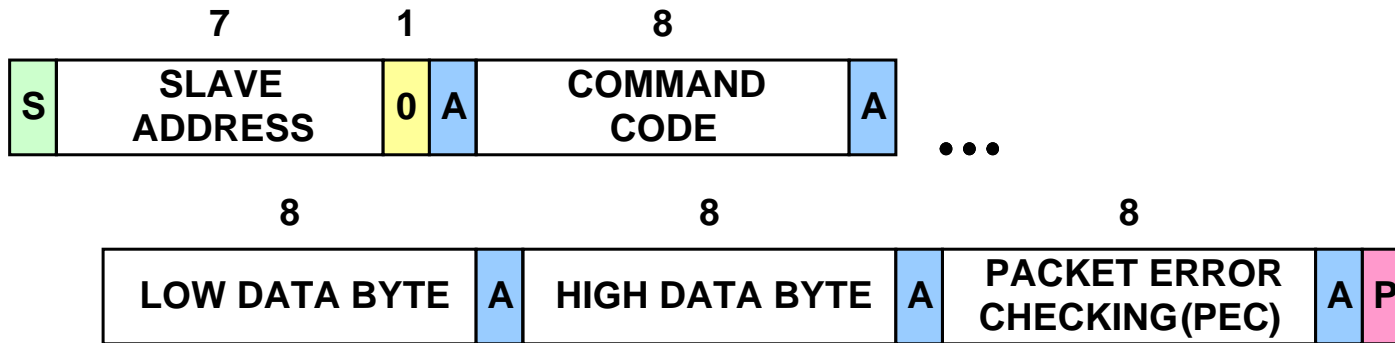 7 1 8
S SLAVE ADDRESS 0 A COMMAND CODE A
...
8 8 8
LOW DATA BYTE A HIGH DATA BYTE A PACKET ERROR CHECKING(PEC) A P